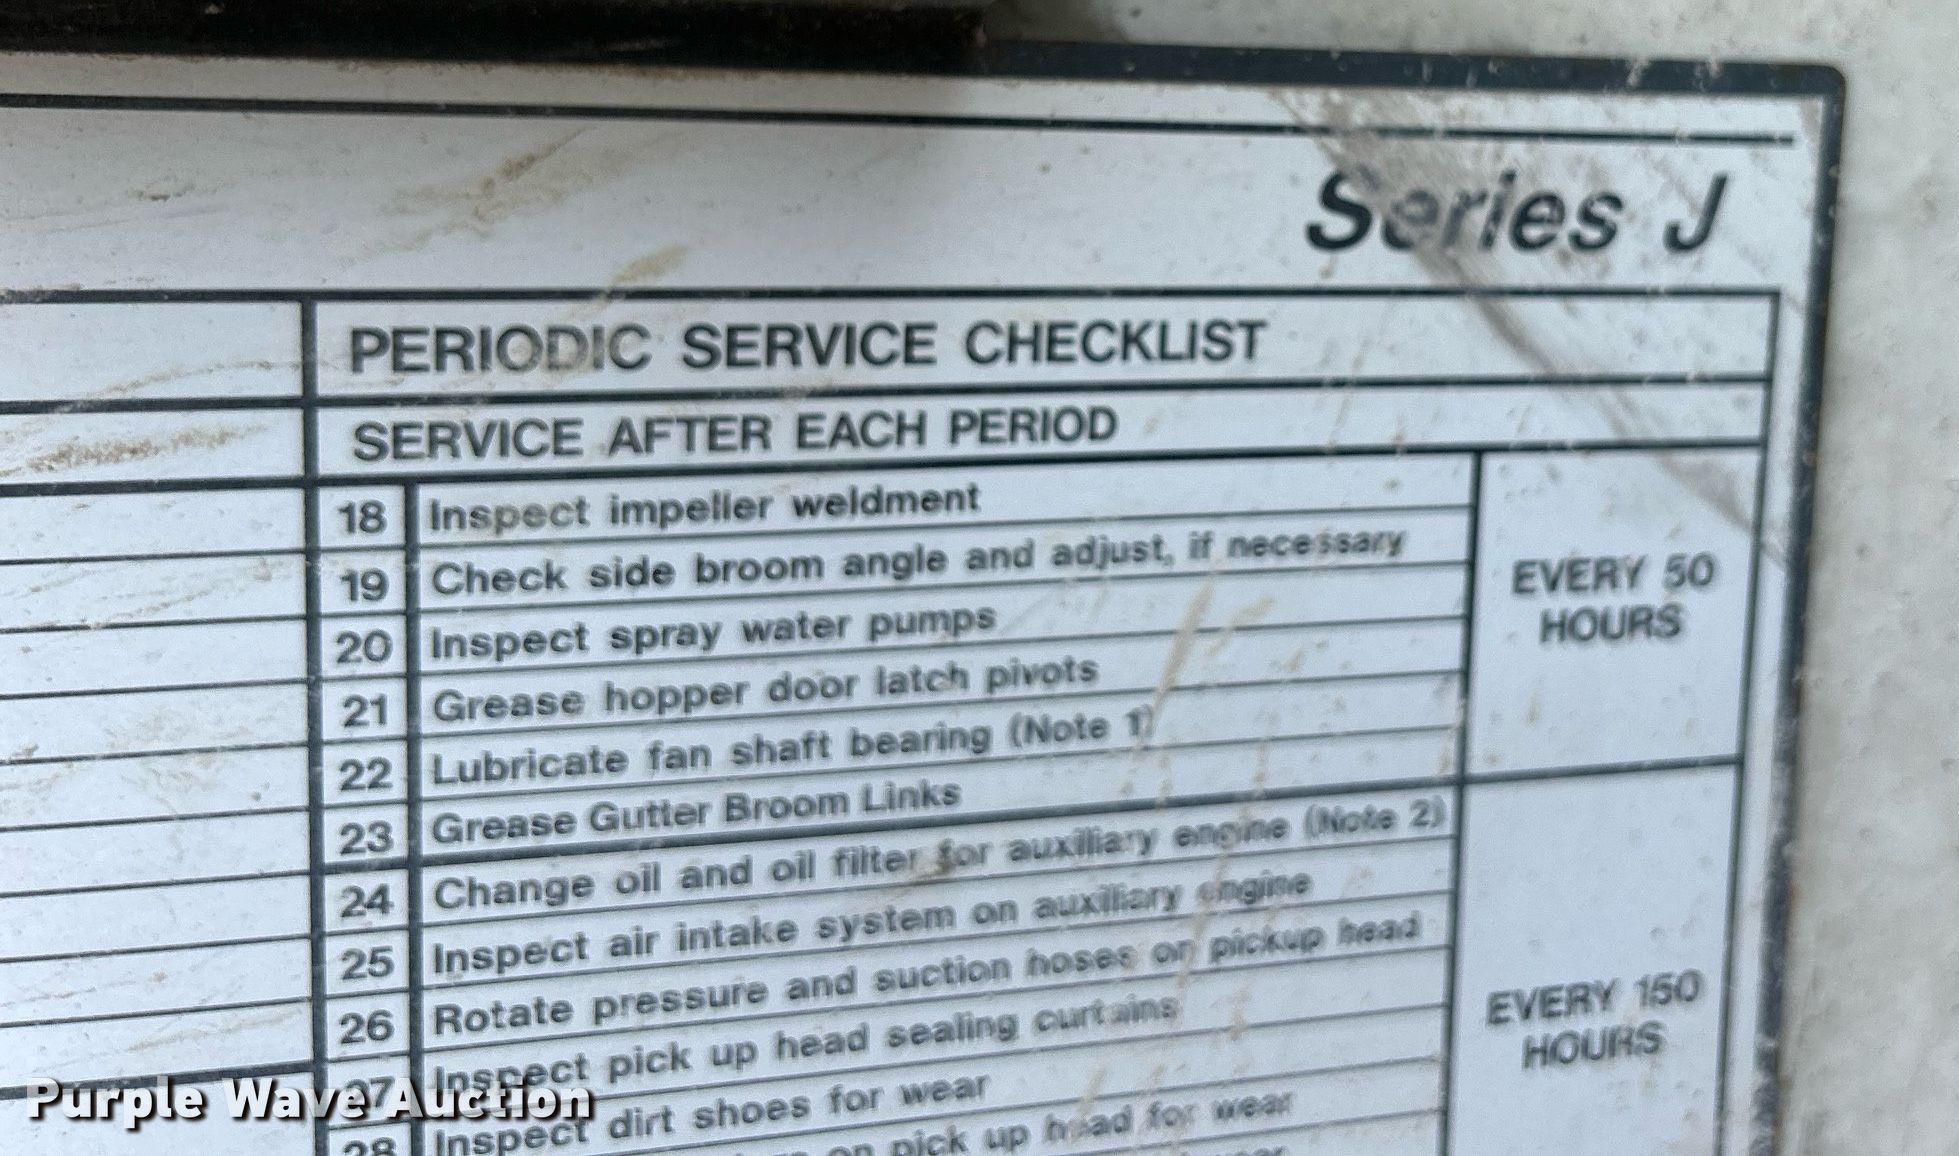 Series J
PERIODIC SERVICE CHECKLIST
SERVICE AFTER EACH PERIOD
18 Inspect impeller weldment
19 Check side broom angle and adjust, if necessary
20 Inspect spray water pumps
21 Grease hopper door latch pivots
22 Lubricate fan shaft bearing (Note 1)
23 Grease Gutter Broom Links
EVERY 50
HOURS
24 Change oil and oil filter for auxiliary engine (Note 2)
25 Inspect air intake system on auxiliary engine
26 Rotate pressure and suction hoses on pickup head
27 Inspect pick up head sealing curtains
28 Inspect dirt shoes for wear
on pick up head for wear
EVERY 150
HOURS
Purple Wave Auction